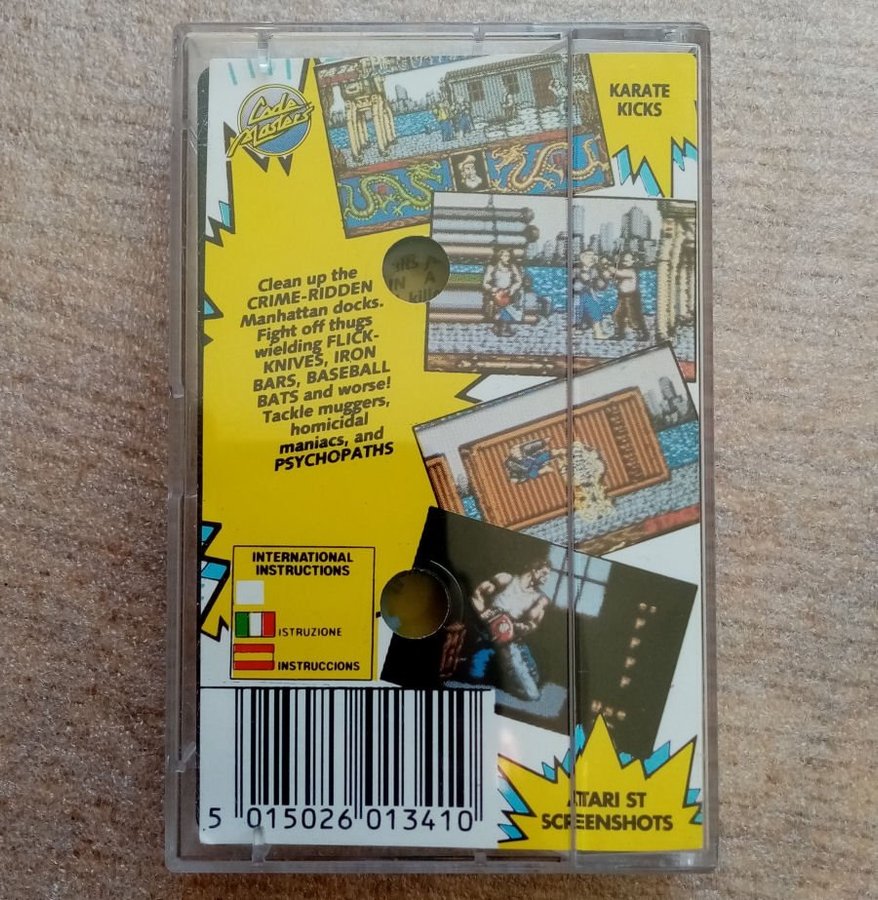 Code
Masters
KARATE
KICKS
Clean up the
CRIME-RIDDEN
Manhattan docks.
Fight off thugs
wielding FLICK-
KNIVES, IRON
BARS, BASEBALL
BATS and worse!
Tackle muggers,
homicidal
maniacs, and
PSYCHOPATHS
INTERNATIONAL
INSTRUCTIONS
ISTRUZIONE
INSTRUCCIONS
5 015026 013410
ATARI ST
SCREENSHOTS